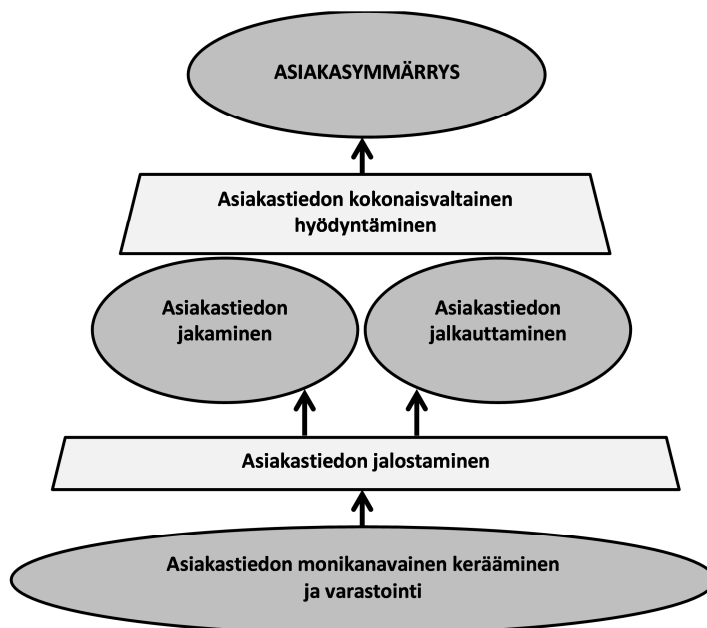 ASIAKASYMMÄRRYS
Asiakastiedon kokonaisvaltainen
hyödyntäminen
Asiakastiedon
jakaminen
Asiakastiedon
jalkauttaminen
Asiakastiedon jalostaminen
Asiakastiedon monikanavainen kerääminen
ja varastointi